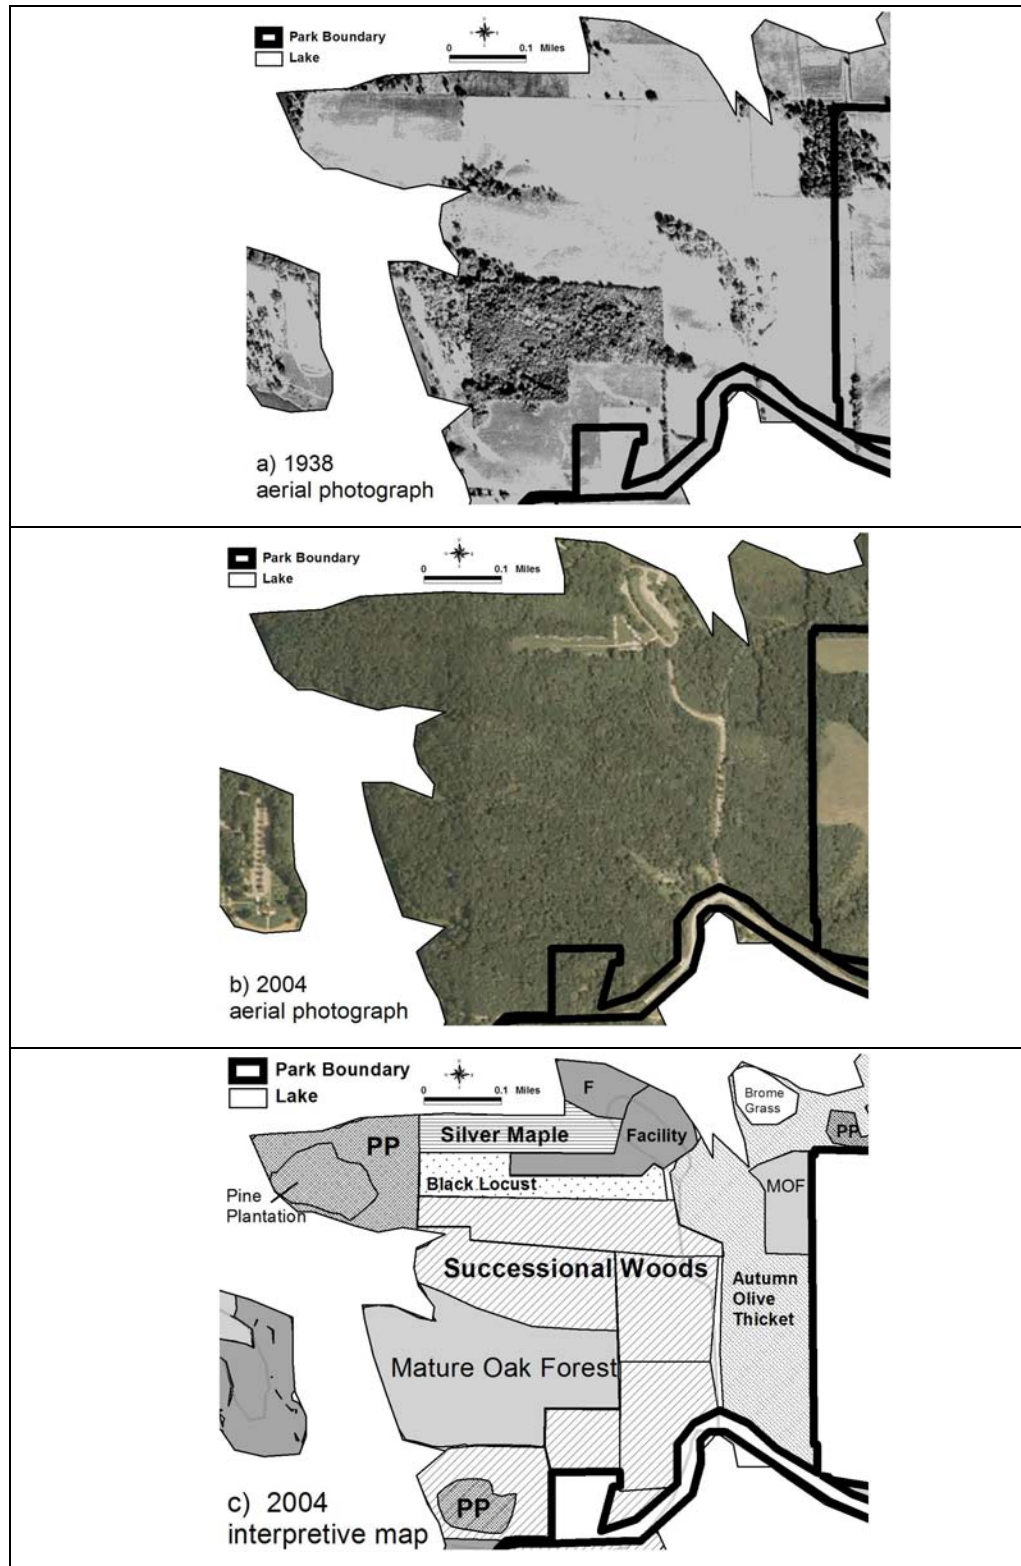 Park Boundary
Lake
0 0.1 Miles
a) 1938
aerial photograph
Park Boundary
Lake
0 0.1 Miles
b) 2004
aerial photograph
Park Boundary
Lake
0 0.1 Miles
F
Brome
Grass
Silver Maple
Facility
PP
PP
Black Locust
MOF
Pine
Plantation
Successional Woods
Autumn
Olive
Thicket
Mature Oak Forest
PP
c) 2004
interpretive map